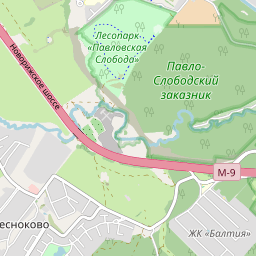 Лесопарк
«Павловская
Слобода»
Павло-
Слободский
заказник
Новорижское шоссе
М-9
есноково
ЖК «Балтия»